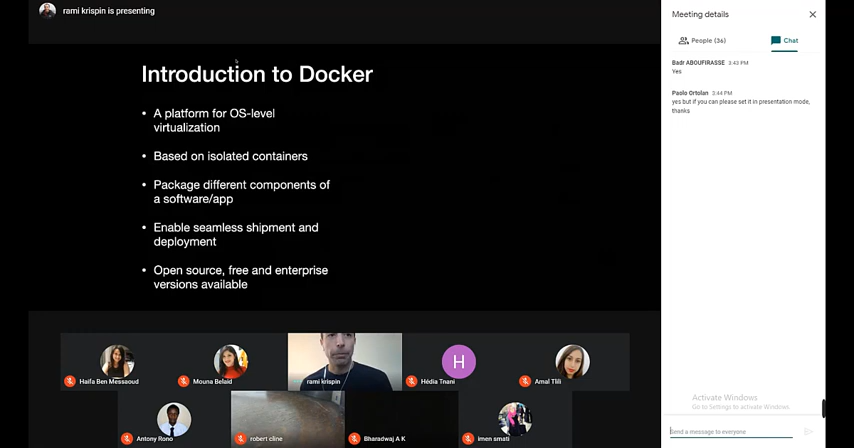 rami krispin is presenting
Introduction to Docker
• A platform for OS-level
virtualization
• Based on isolated containers
• Package different components of
a software/app
• Enable seamless shipment and
deployment
• Open source, free and enterprise
versions available
Haifa Ben Messaoud
Mouna Belaid
rami krispin
H
Hédia Tnani
Amal Tlili
Antony Rono
robert cline
Bharadwaj A K
imen smati
Meeting details
People (36)
Chat
Badr ABOUFIRASSE 3:43 PM
Yes
Paolo Ortolan 3:44 PM
yes but if you can please set it in presentation mode,
thanks
Activate Windows
Go to Settings to activate Windows.
Send a message to everyone